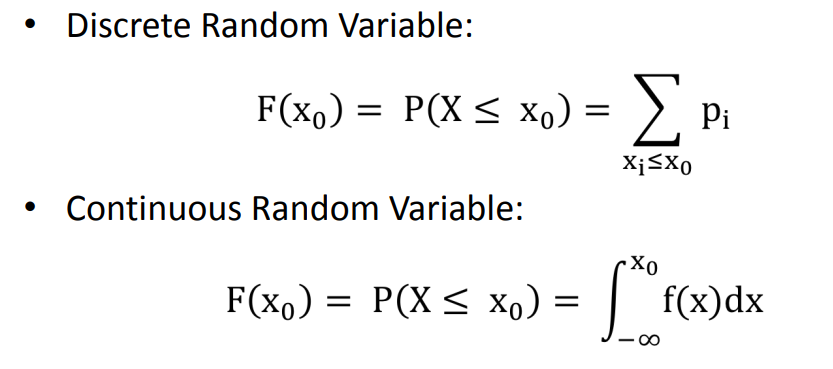 • Discrete Random Variable:
F(x₀) = P(X ≤ x₀) = ∑ pᵢ
xᵢ≤x₀
• Continuous Random Variable:
F(x₀) = P(X ≤ x₀) = ∫₋∞^x₀ f(x)dx